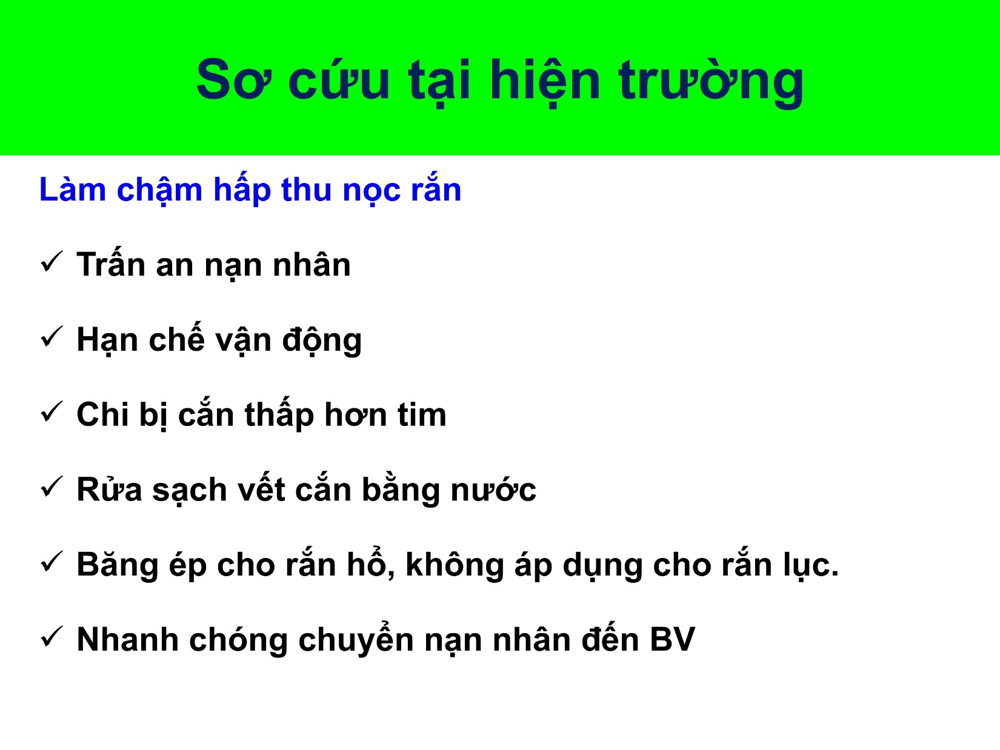 Sơ cứu tại hiện trường
Làm chậm hấp thu nọc rắn
✓ Trấn an nạn nhân
✓ Hạn chế vận động
✓ Chi bị cắn thấp hơn tim
✓ Rửa sạch vết cắn bằng nước
✓ Băng ép cho rắn hổ, không áp dụng cho rắn lục.
✓ Nhanh chóng chuyển nạn nhân đến BV